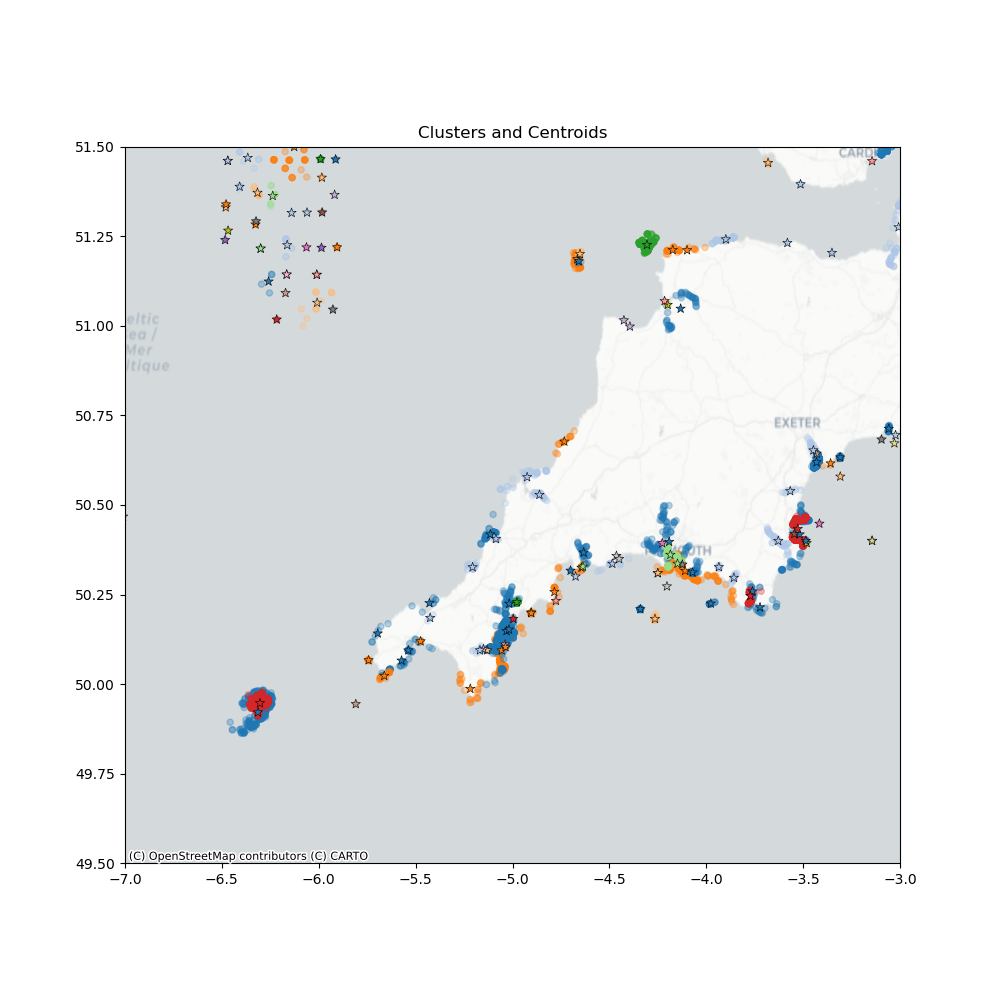 Clusters and Centroids
51.50
51.25
51.00
50.75
50.50
50.25
50.00
49.75
49.50
eltic
ea /
Mer
ltique
EXETER
(C) OpenStreetMap contributors (C) CARTO
−7.0 −6.5 −6.0 −5.5 −5.0 −4.5 −4.0 −3.5 −3.0